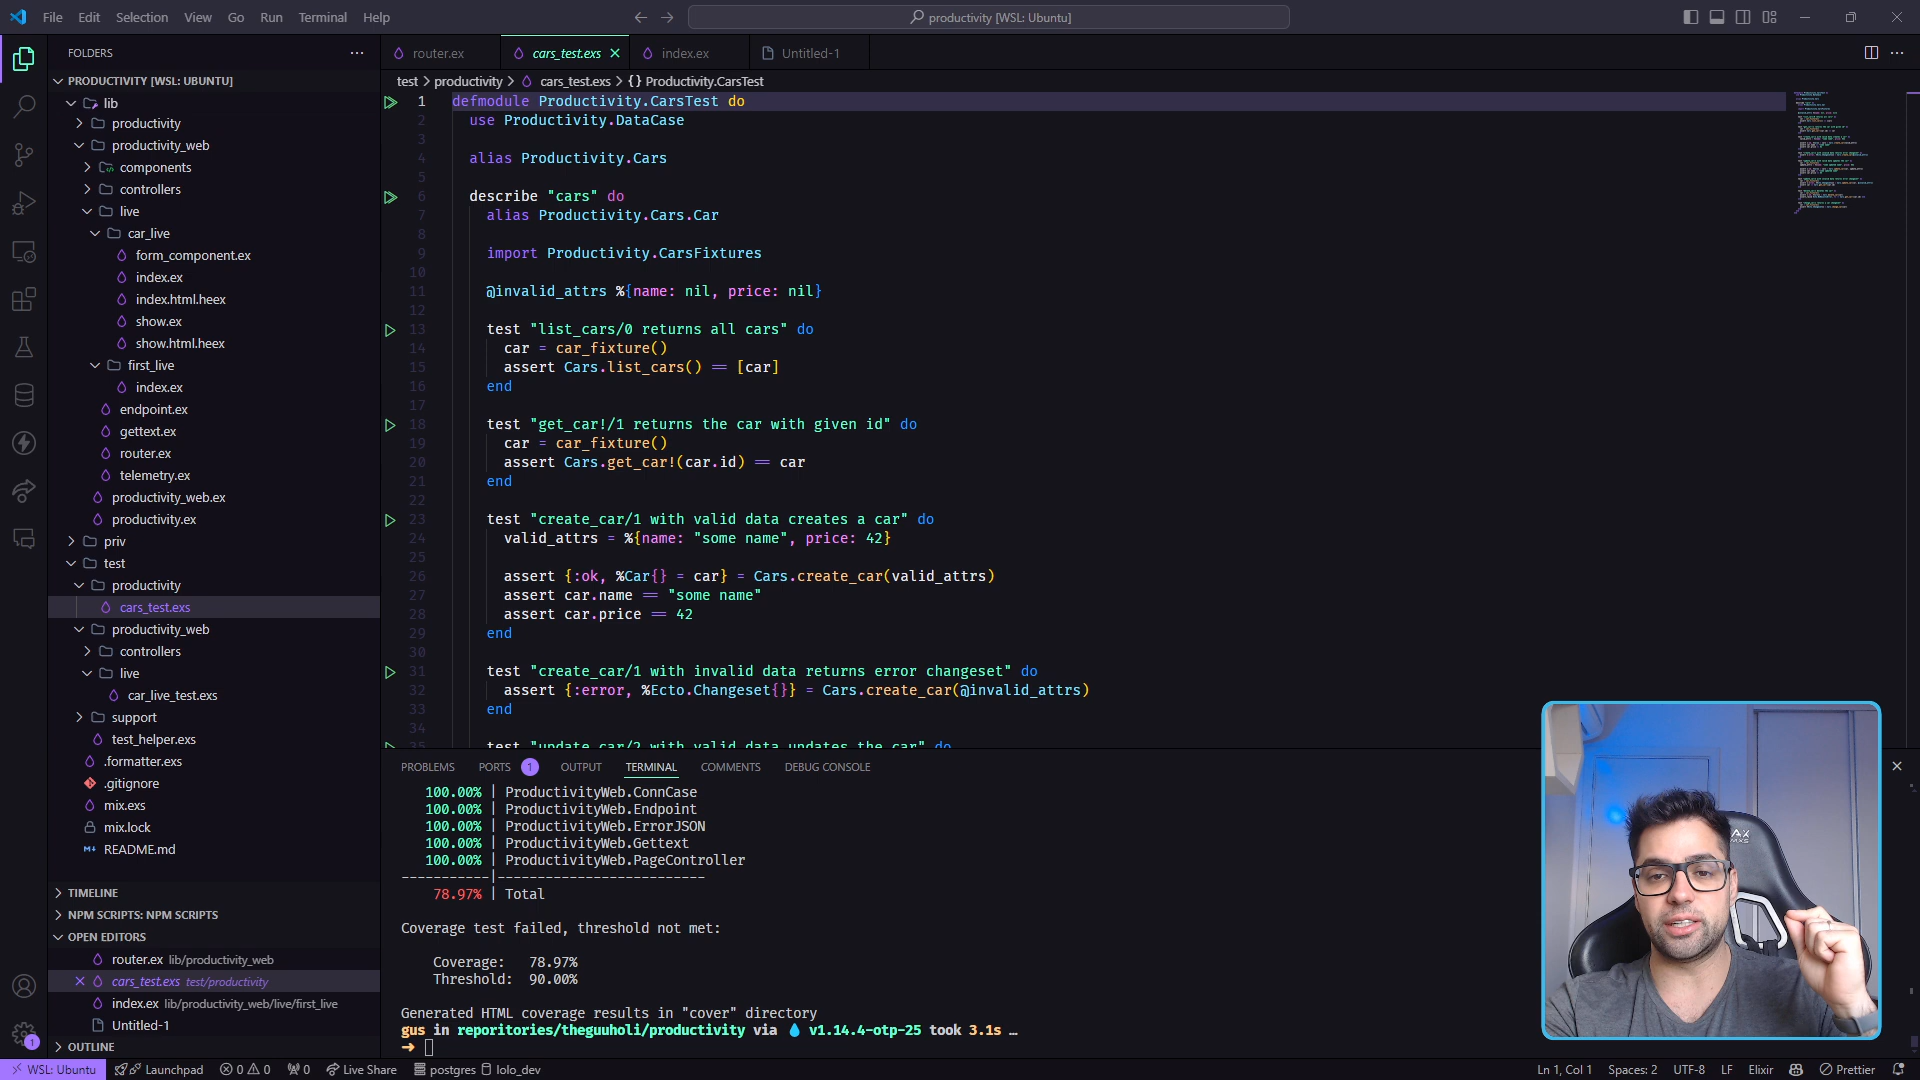 File Edit Selection View Go Run Terminal Help
productivity [WSL: Ubuntu]
FOLDERS
PRODUCTIVITY [WSL: UBUNTU]
lib
productivity
productivity_web
components
controllers
live
car_live
form_component.ex
index.ex
index.html.heex
show.ex
show.html.heex
first_live
index.ex
endpoint.ex
gettext.ex
router.ex
telemetry.ex
productivity_web.ex
productivity.ex
priv
test
productivity
cars_test.exs
productivity_web
controllers
live
car_live_test.exs
support
test_helper.exs
.formatter.exs
.gitignore
mix.exs
mix.lock
README.md
TIMELINE
NPM SCRIPTS: NPM SCRIPTS
OPEN EDITORS
router.ex lib/productivity_web
cars_test.exs test/productivity
index.ex lib/productivity_web/live/first_live
Untitled-1
OUTLINE
1
router.ex cars_test.exs index.ex Untitled-1
test > productivity > cars_test.exs > {} Productivity.CarsTest
1 defmodule Productivity.CarsTest do
2 use Productivity.DataCase
3
4 alias Productivity.Cars
5
6 describe "cars" do
7 alias Productivity.Cars.Car
8
9 import Productivity.CarsFixtures
10
11 @invalid_attrs %{name: nil, price: nil}
12
13 test "list_cars/0 returns all cars" do
14 car = car_fixture()
15 assert Cars.list_cars() == [car]
16 end
17
18 test "get_car!/1 returns the car with given id" do
19 car = car_fixture()
20 assert Cars.get_car!(car.id) == car
21 end
22
23 test "create_car/1 with valid data creates a car" do
24 valid_attrs = %{name: "some name", price: 42}
25
26 assert {:ok, %Car{} = car} = Cars.create_car(valid_attrs)
27 assert car.name == "some name"
28 assert car.price == 42
29 end
30
31 test "create_car/1 with invalid data returns error changeset" do
32 assert {:error, %Ecto.Changeset{}} = Cars.create_car(@invalid_attrs)
33 end
34
35 test "update_car/2 with valid data updates the car" do
PROBLEMS PORTS 1 OUTPUT TERMINAL COMMENTS DEBUG CONSOLE
100.00% | ProductivityWeb.ConnCase
100.00% | ProductivityWeb.Endpoint
100.00% | ProductivityWeb.ErrorJSON
100.00% | ProductivityWeb.Gettext
100.00% | ProductivityWeb.PageController
-----------|--------------------------
78.97% | Total
Coverage test failed, threshold not met:
Coverage: 78.97%
Threshold: 90.00%
Generated HTML coverage results in "cover" directory
gus in reporitories/theguuholi/productivity via v1.14.4-otp-25 took 3.1s …
➜
WSL: Ubuntu Launchpad 0 0 0 Live Share postgres lolo_dev Ln 1, Col 1 Spaces: 2 UTF-8 LF Elixir Prettier